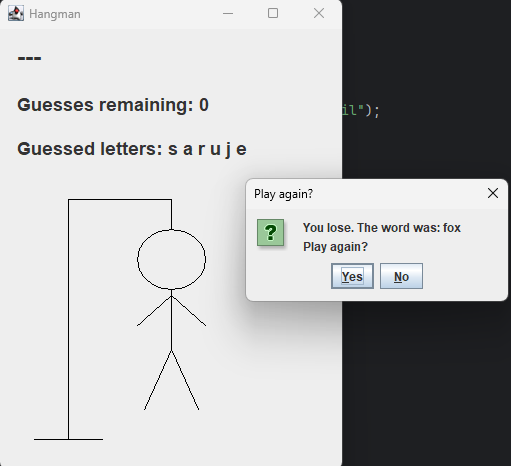 Hangman
---
Guesses remaining: 0
il");
Guessed letters: s a r u j e
Play again?
?
You lose. The word was: fox
Play again?
Yes
No